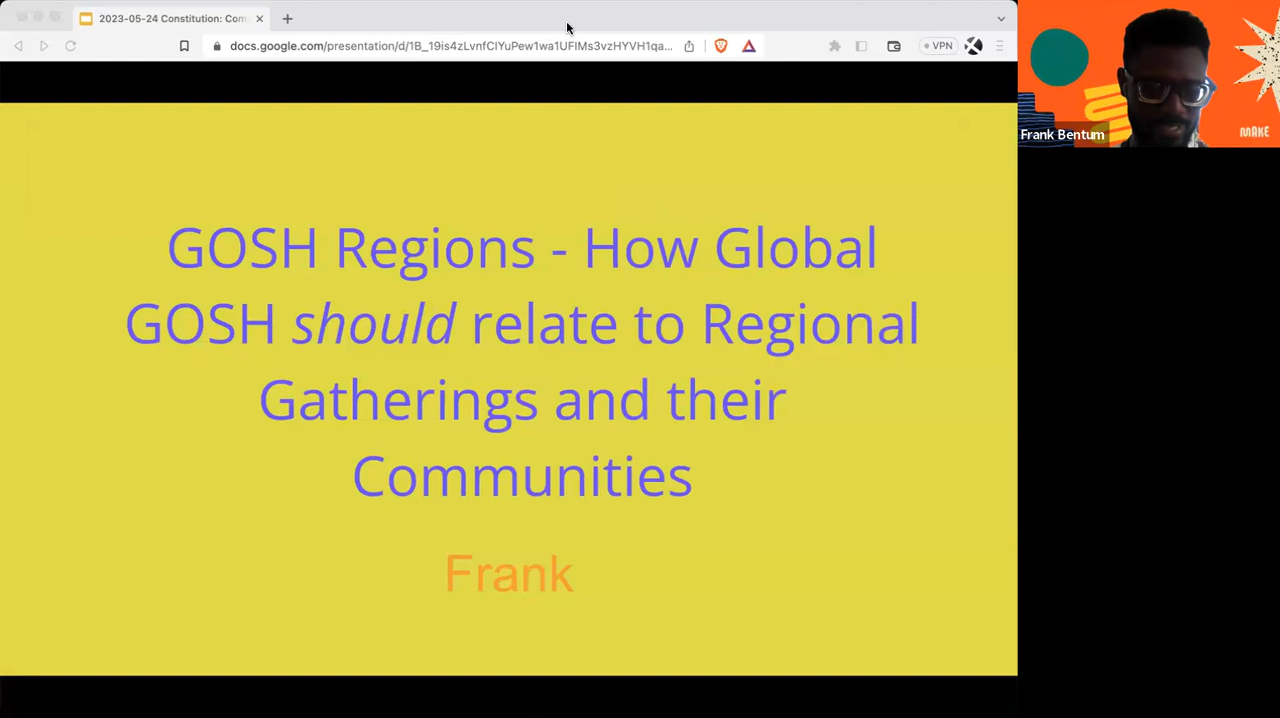 2023-05-24 Constitution: Com
docs.google.com/presentation/d/1B_19is4zLvnfClYuPew1wa1UFlMs3vzHYVH1qa...
VPN
GOSH Regions - How Global
GOSH should relate to Regional
Gatherings and their
Communities
Frank
Frank Bentum
MAKE